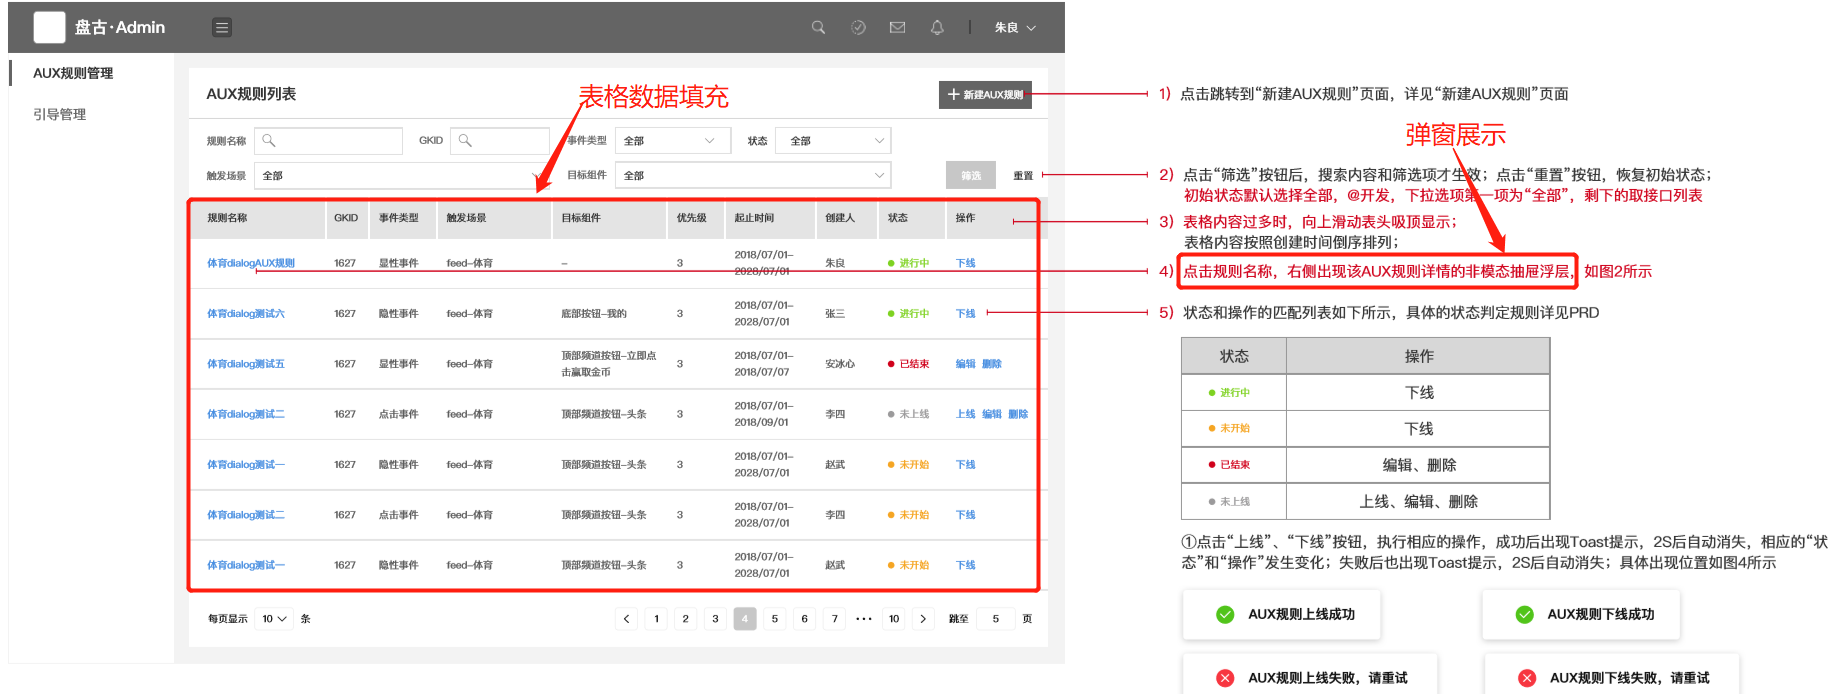 盘古·Admin
朱良
AUX规则管理
引导管理
AUX规则列表
新建AUX规则
表格数据填充
规则名称
GKID
事件类型 全部
状态 全部
触发场景 全部
目标组件 全部
筛选 重置
规则名称 GKID 事件类型 触发场景 目标组件 优先级 起止时间 创建人 状态 操作
体育dialogAUX规则 1627 显性事件 feed–体育 – 3 2018/07/01–2028/07/01 朱良 进行中 下线
体育dialog测试六 1627 隐性事件 feed–体育 底部按钮–我的 3 2018/07/01–2028/07/01 张三 进行中 下线
体育dialog测试五 1627 显性事件 feed–体育 顶部频道按钮–立即点击赢取金币 3 2018/07/01–2018/07/07 安冰心 已结束 编辑 删除
体育dialog测试二 1627 点击事件 feed–体育 顶部频道按钮–头条 3 2018/07/01–2018/09/01 李四 未上线 上线 编辑 删除
体育dialog测试一 1627 隐性事件 feed–体育 顶部频道按钮–头条 3 2018/07/01–2028/07/01 赵武 未开始 下线
体育dialog测试二 1627 点击事件 feed–体育 顶部频道按钮–头条 3 2018/07/01–2028/07/01 李四 未开始 下线
体育dialog测试一 1627 隐性事件 feed–体育 顶部频道按钮–头条 3 2018/07/01–2028/07/01 赵武 未开始 下线
每页显示 10 条
1 2 3 4 5 6 7 ··· 10 跳至 5 页
1) 点击跳转到“新建AUX规则”页面，详见“新建AUX规则”页面
弹窗展示
2) 点击“筛选”按钮后，搜索内容和筛选项才生效；点击“重置”按钮，恢复初始状态；
初始状态默认选择全部，@开发，下拉选项第一项为“全部”，剩下的取接口列表
3) 表格内容过多时，向上滑动表头吸顶显示；
表格内容按照创建时间倒序排列；
4) 点击规则名称，右侧出现该AUX规则详情的非模态抽屉浮层，如图2所示
5) 状态和操作的匹配列表如下所示，具体的状态判定规则详见PRD
状态 操作
进行中 下线
未开始 下线
已结束 编辑、删除
未上线 上线、编辑、删除
①点击“上线”、“下线”按钮，执行相应的操作，成功后出现Toast提示，2S后自动消失，相应的“状
态”和“操作”发生变化；失败后也出现Toast提示，2S后自动消失；具体出现位置如图4所示
AUX规则上线成功
AUX规则下线成功
AUX规则上线失败，请重试
AUX规则下线失败，请重试